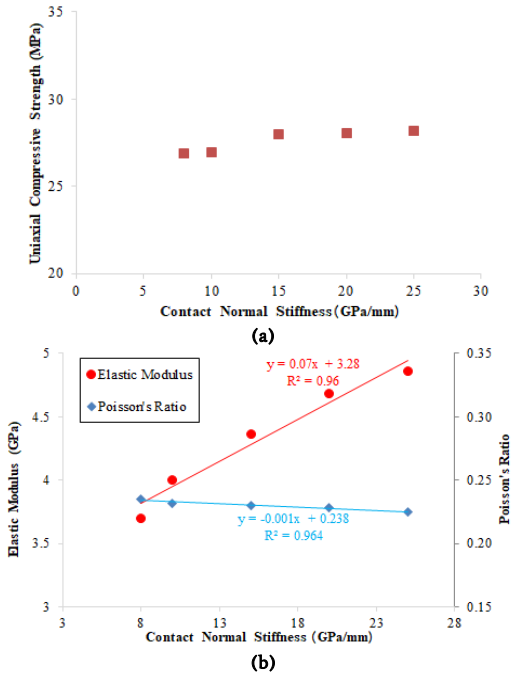 Uniaxial Compressive Strength (MPa)
35
30
25
20
0 5 10 15 20 25 30
Contact Normal Stiffness(GPa/mm)
(a)
Elastic Modulus (GPa)
5
4.5
4
3.5
3
Elastic Modulus
Poisson's Ratio
y = 0.07x + 3.28
R² = 0.96
y = -0.001x + 0.238
R² = 0.964
0.35
0.30
0.25
0.20
0.15
Poisson's Ratio
3 8 13 18 23 28
Contact Normal Stiffness (GPa/mm)
(b)